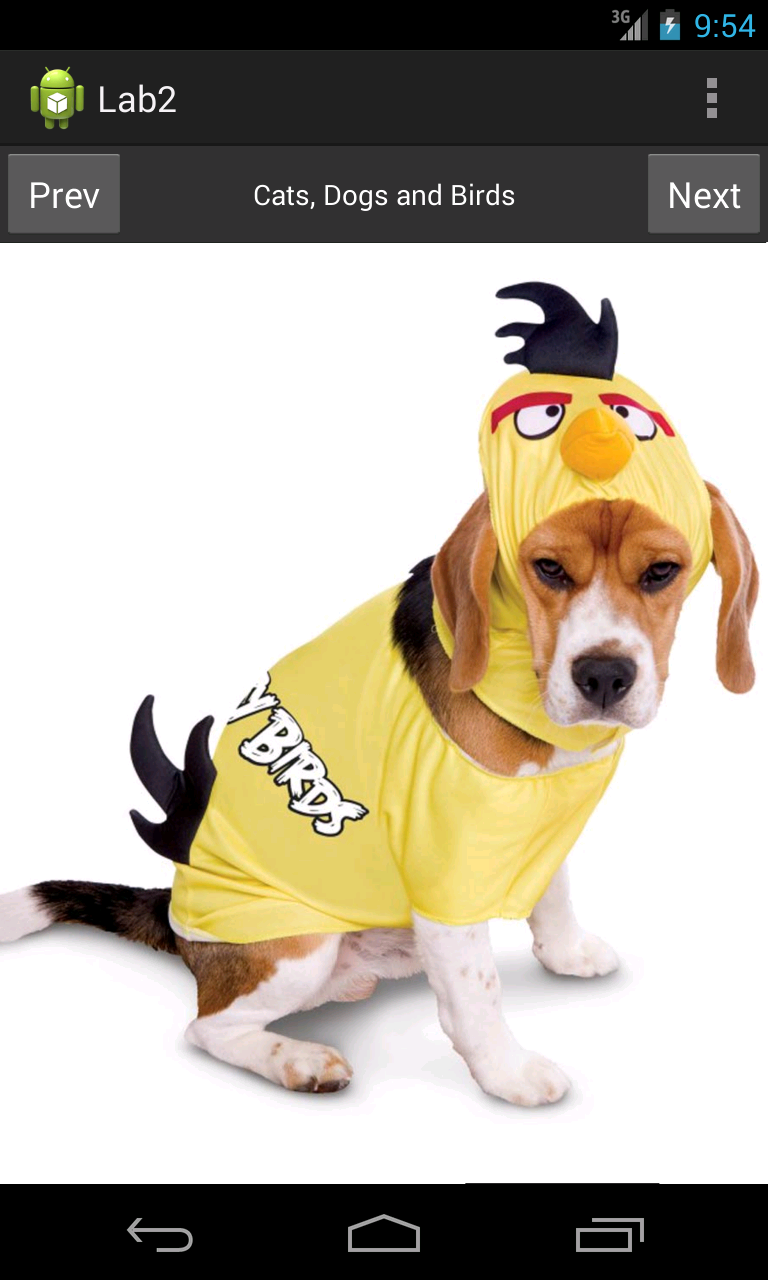 3G 9:54
Lab2
Prev Cats, Dogs and Birds Next
Y BIRDS